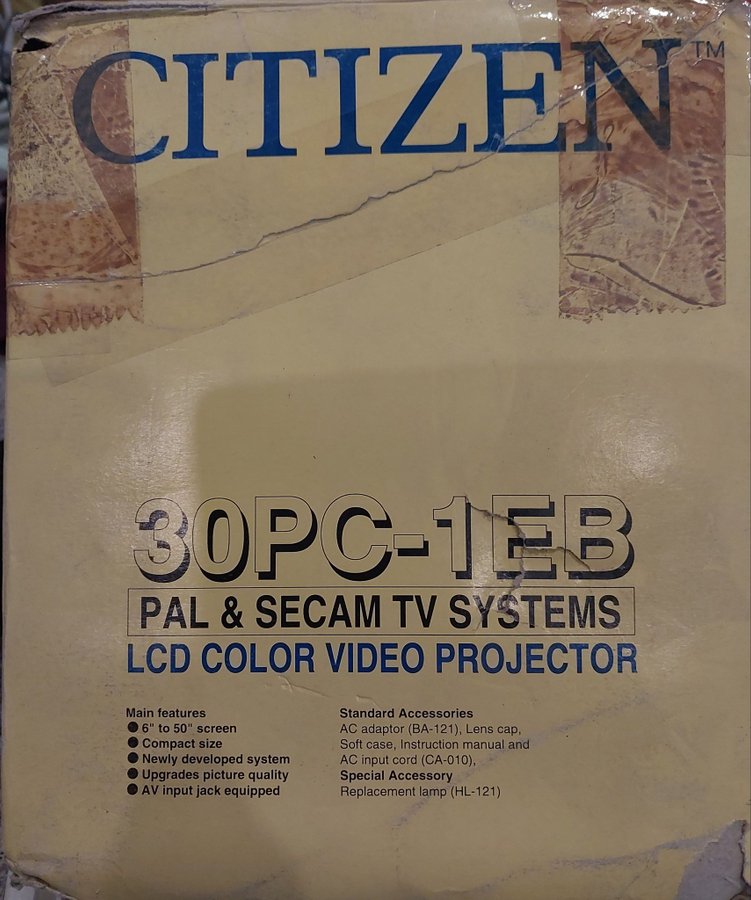 CITIZEN™
30PC-1EB
PAL & SECAM TV SYSTEMS
LCD COLOR VIDEO PROJECTOR
Main features
● 6" to 50" screen
● Compact size
● Newly developed system
● Upgrades picture quality
● AV input jack equipped
Standard Accessories
AC adaptor (BA-121), Lens cap,
Soft case, Instruction manual and
AC input cord (CA-010),
Special Accessory
Replacement lamp (HL-121)